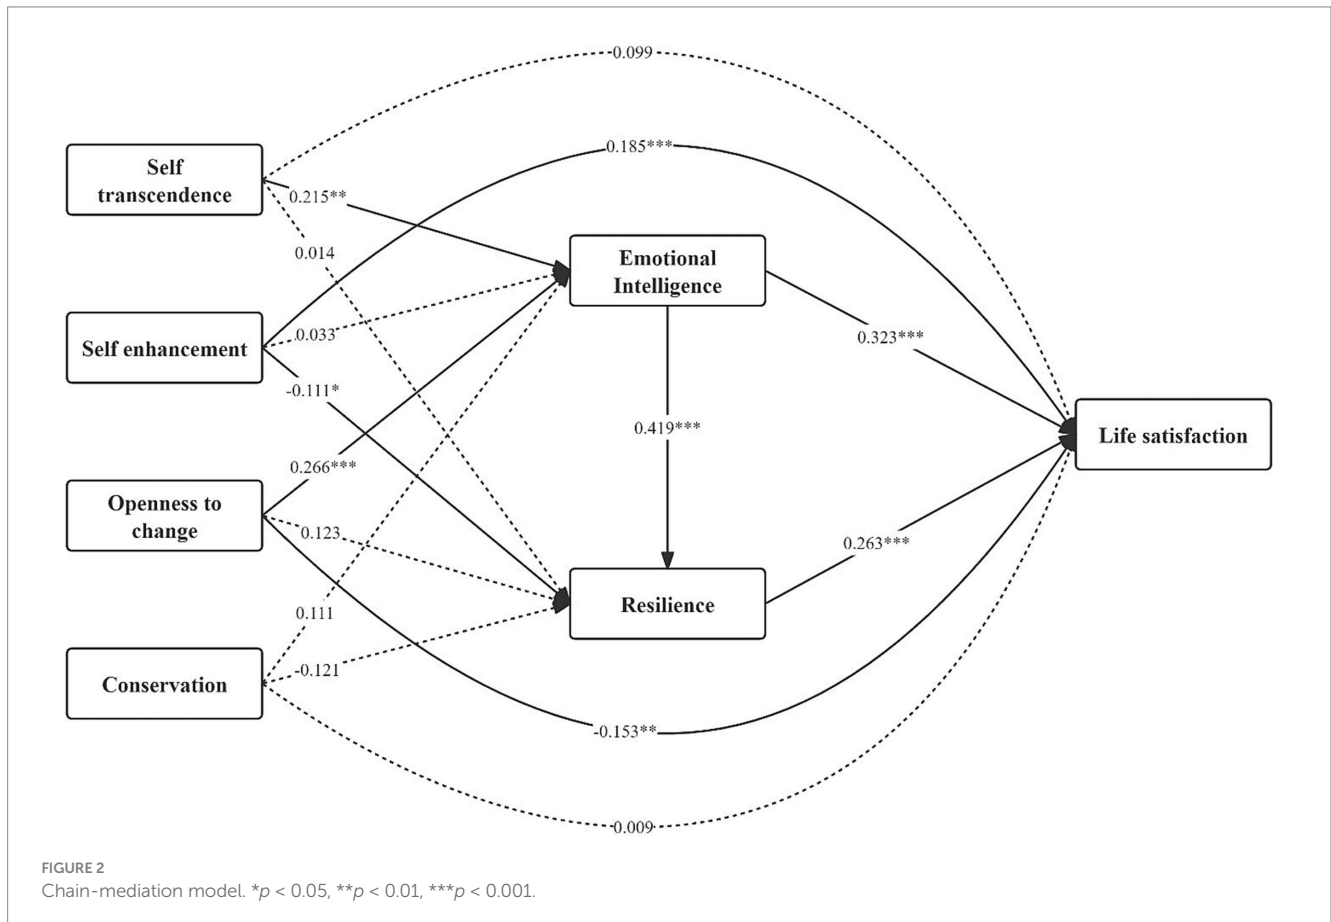 0.099
0.185***
Self
transcendence
0.215**
0.014
Emotional
Intelligence
0.033
Self enhancement
0.323***
-0.111*
0.419***
Life satisfaction
0.266***
Openness to
change
0.123
0.263***
Resilience
0.111
-0.121
Conservation
-0.153**
0.009
FIGURE 2
Chain-mediation model. *p < 0.05, **p < 0.01, ***p < 0.001.